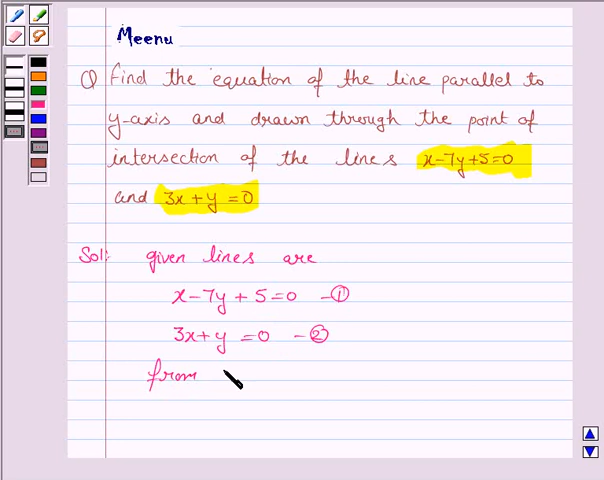 Meenu
Q Find the equation of the line parallel to
y-axis and drawn through the point of
intersection of the lines x-7y+5=0
and 3x+y=0
Sol: given lines are
x-7y+5=0 -①
3x+y=0 -②
from